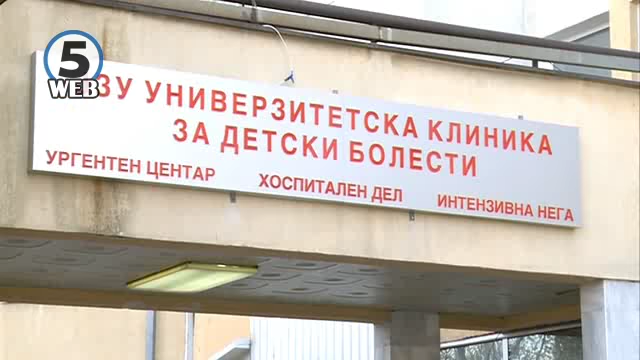 5
WEB
ЗУ УНИВЕРЗИТЕТСКА КЛИНИКА
ЗА ДЕТСКИ БОЛЕСТИ
УРГЕНТЕН ЦЕНТАР ХОСПИТАЛЕН ДЕЛ ИНТЕНЗИВНА НЕГА